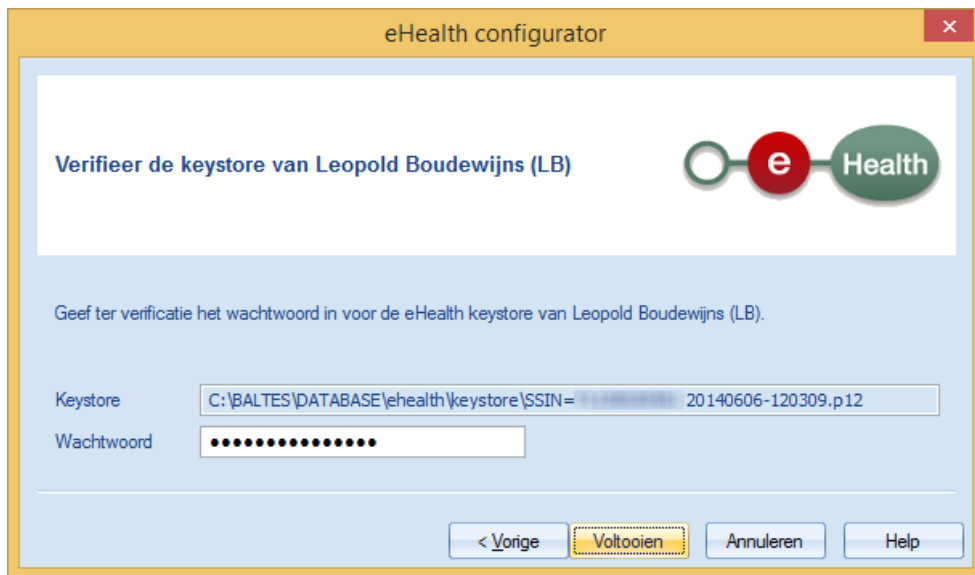 eHealth configurator
Verifieer de keystore van Leopold Boudewijns (LB)
e Health
Geef ter verificatie het wachtwoord in voor de eHealth keystore van Leopold Boudewijns (LB).
Keystore C:\BALTES\DATABASE\ehealth\keystore\SSIN= 20140606-120309.p12
Wachtwoord ●●●●●●●●●●●●●●●
< Vorige Voltooien Annuleren Help